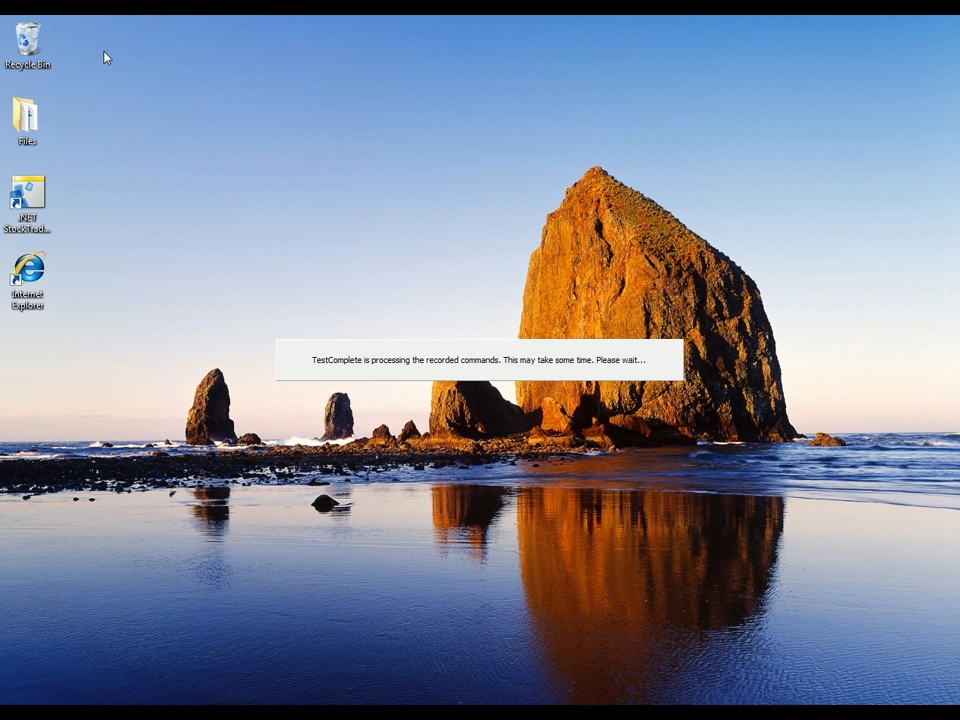 Recycle Bin
Files
.NET
StockTrad...
Internet
Explorer
TestComplete is processing the recorded commands. This may take some time. Please wait...